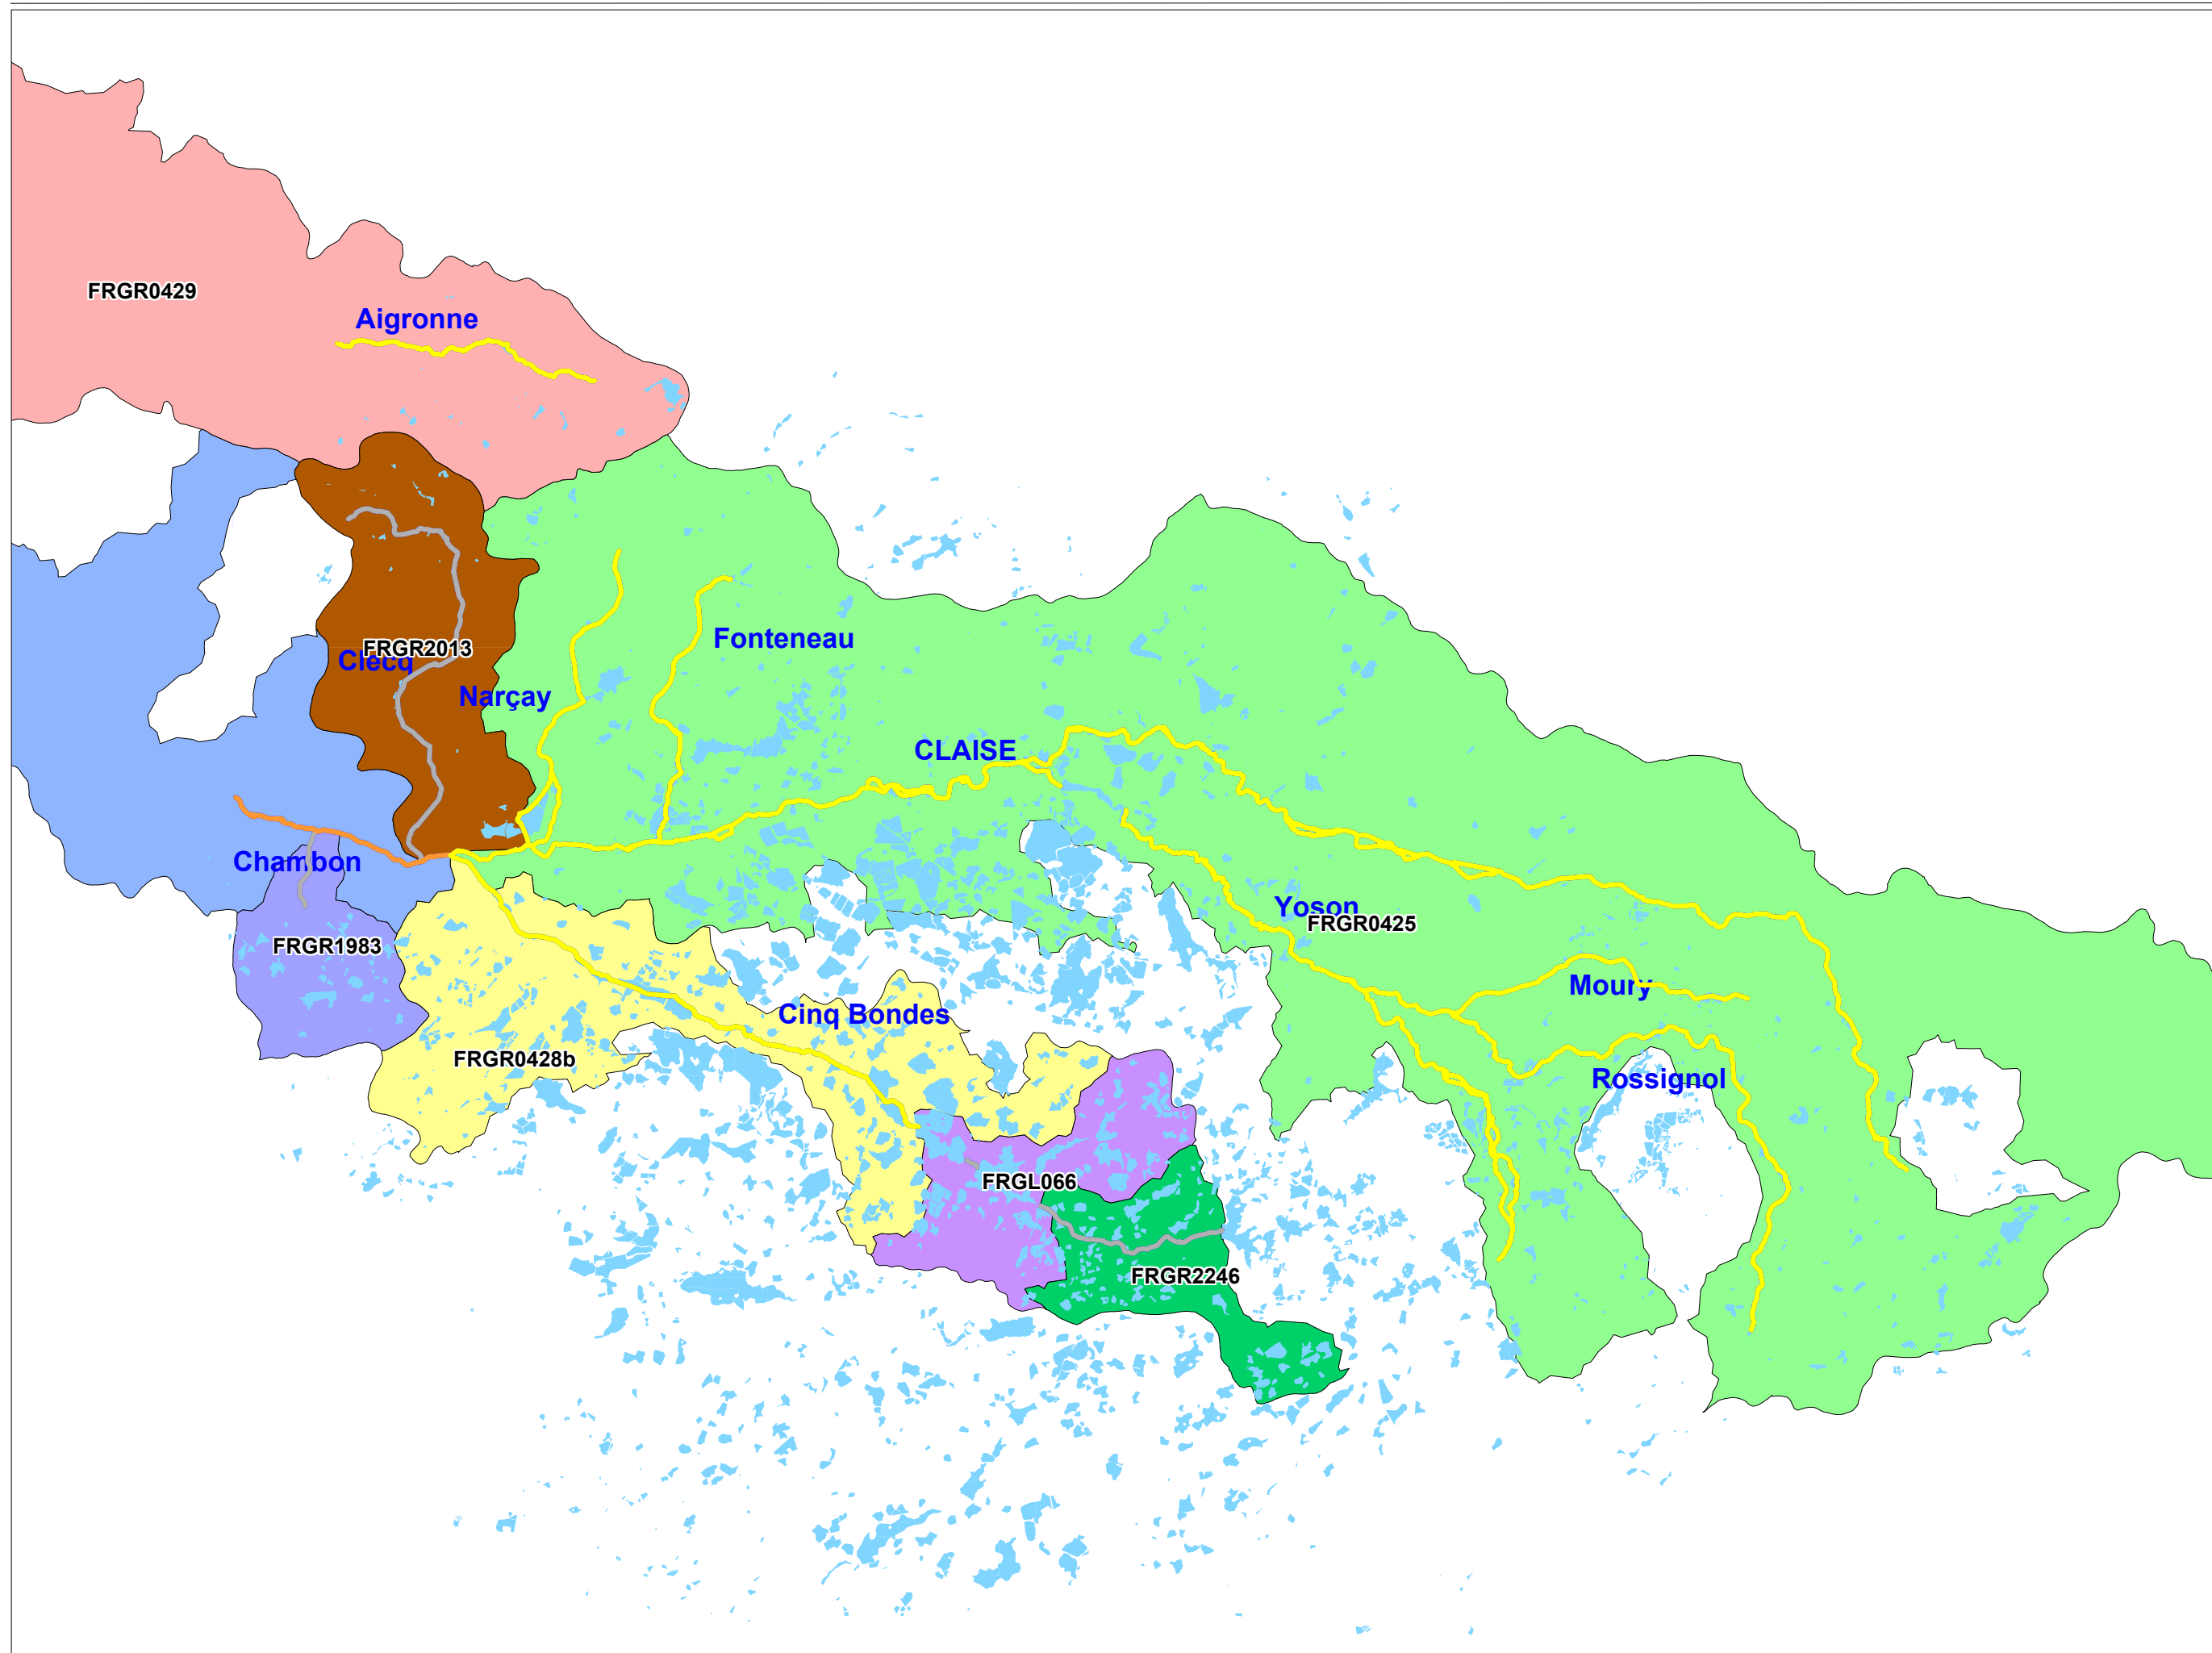 FRGR0429
Aigronne
Fonteneau
FRGR2013
Clecq
Narçay
CLAISE
Chambon
Yoson
FRGR0425
FRGR1983
Moury
Cinq Bondes
FRGR0428b
Rossignol
FRGL066
FRGR2246